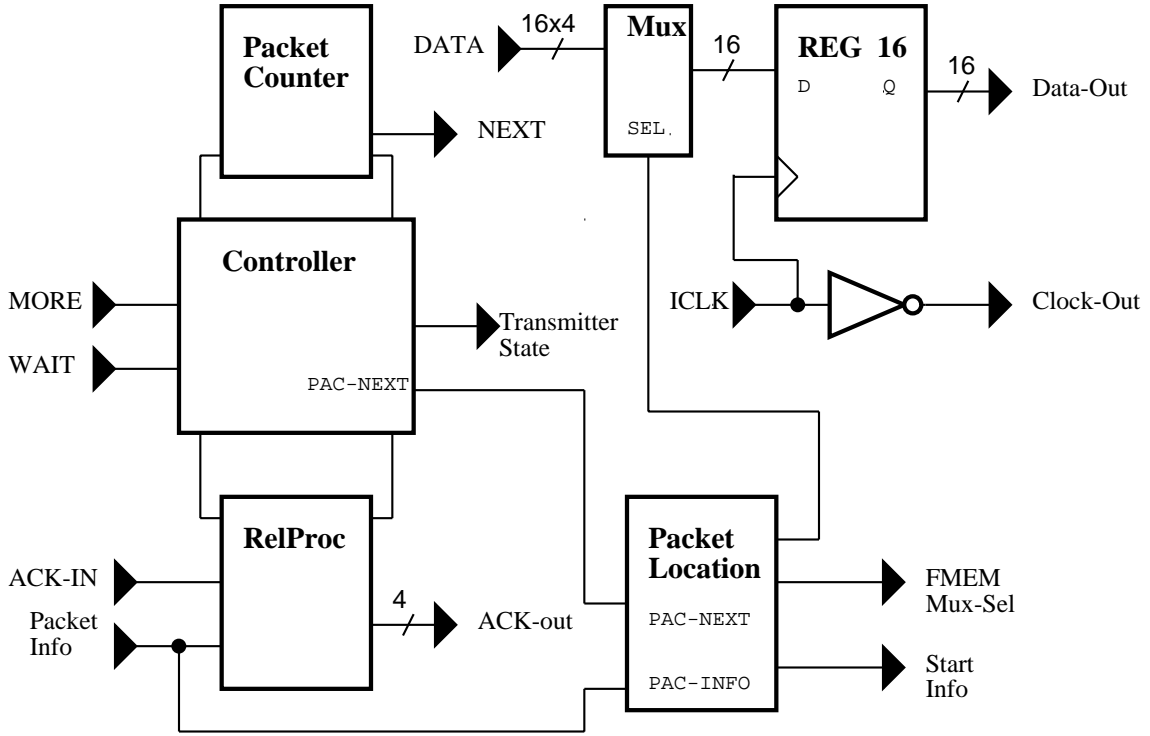 Packet
Counter
NEXT
DATA
16x4
Mux
SEL.
16
REG 16
D Q
16
Data-Out
Controller
MORE
WAIT
PAC-NEXT
Transmitter
State
ICLK
Clock-Out
RelProc
ACK-IN
Packet
Info
4
ACK-out
Packet
Location
PAC-NEXT
PAC-INFO
FMEM
Mux-Sel
Start
Info